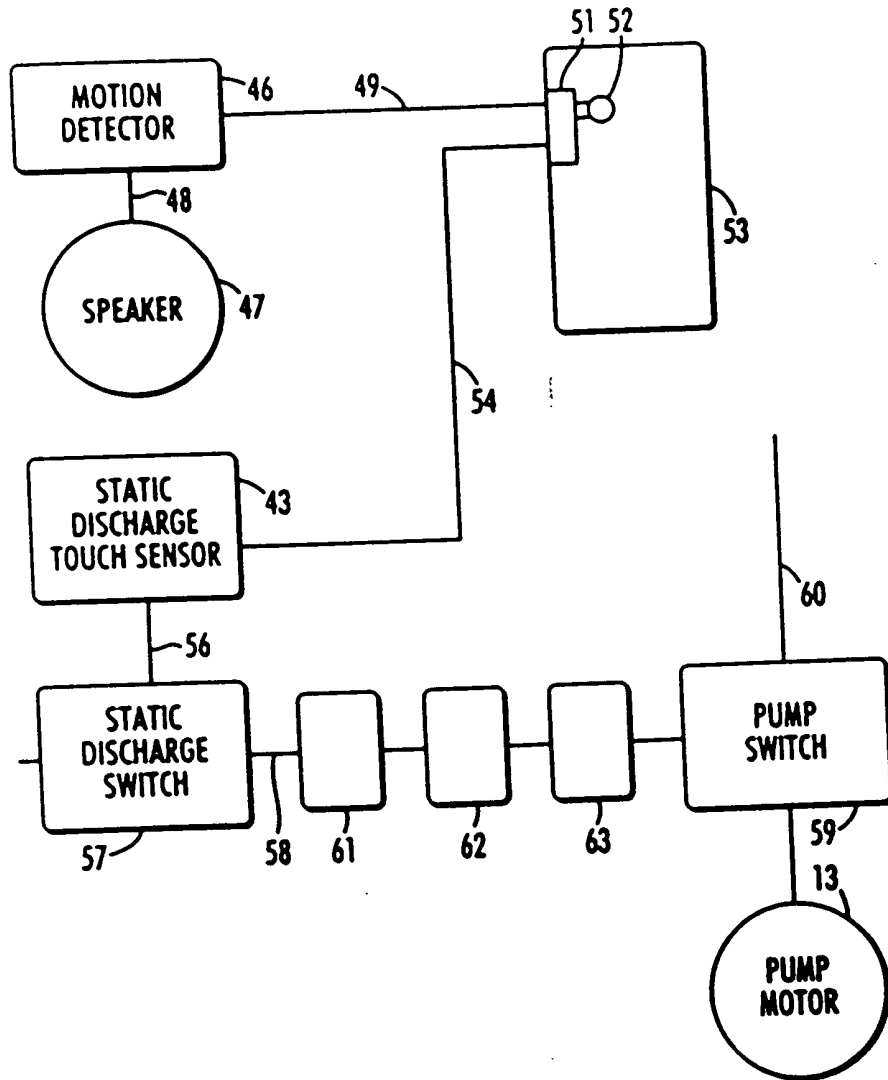 51
52
46
49
MOTION
DETECTOR
48
53
SPEAKER
47
54
STATIC
DISCHARGE
TOUCH SENSOR
43
60
56
STATIC
DISCHARGE
SWITCH
PUMP
SWITCH
57
58
61
62
63
59
13
PUMP
MOTOR